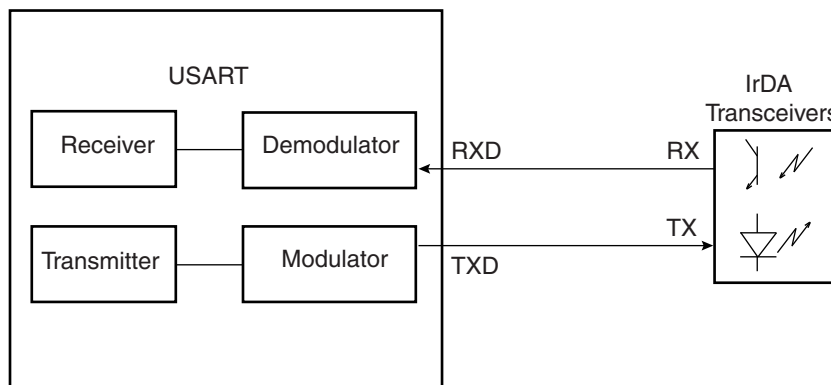 USART
IrDA
Transceivers
Receiver
Demodulator
RXD
RX
Transmitter
Modulator
TX
TXD